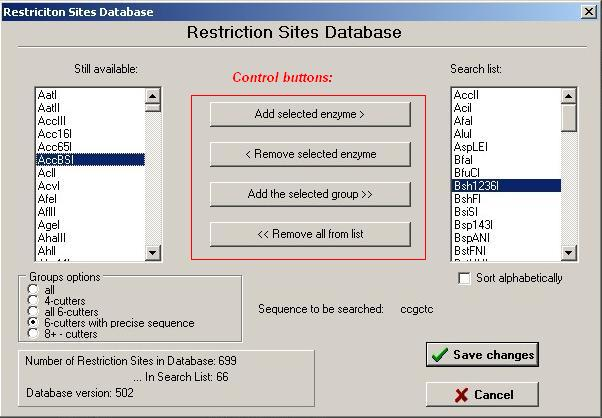 Restriciton Sites Database
Restriction Sites Database
Still available:
Control buttons:
Search list:
AatI
AatII
AccIII
Acc16I
Acc65I
AccBSI
AclI
AcvI
AfeI
AflII
AgeI
AhaIII
AhlI
Add selected enzyme >
< Remove selected enzyme
Add the selected group >>
<< Remove all from list
AccII
AciI
AfaI
AluI
AspLEI
BfaI
BfuCI
Bsh1236I
BshFI
BsiSI
Bsp143I
BspANI
BstFNI
Sort alphabetically
Groups options
all
4-cutters
all 6-cutters
6-cutters with precise sequence
8+ - cutters
Sequence to be searched: ccgctc
Number of Restriction Sites in Database: 699
... In Search List: 66
Database version: 502
Save changes
Cancel